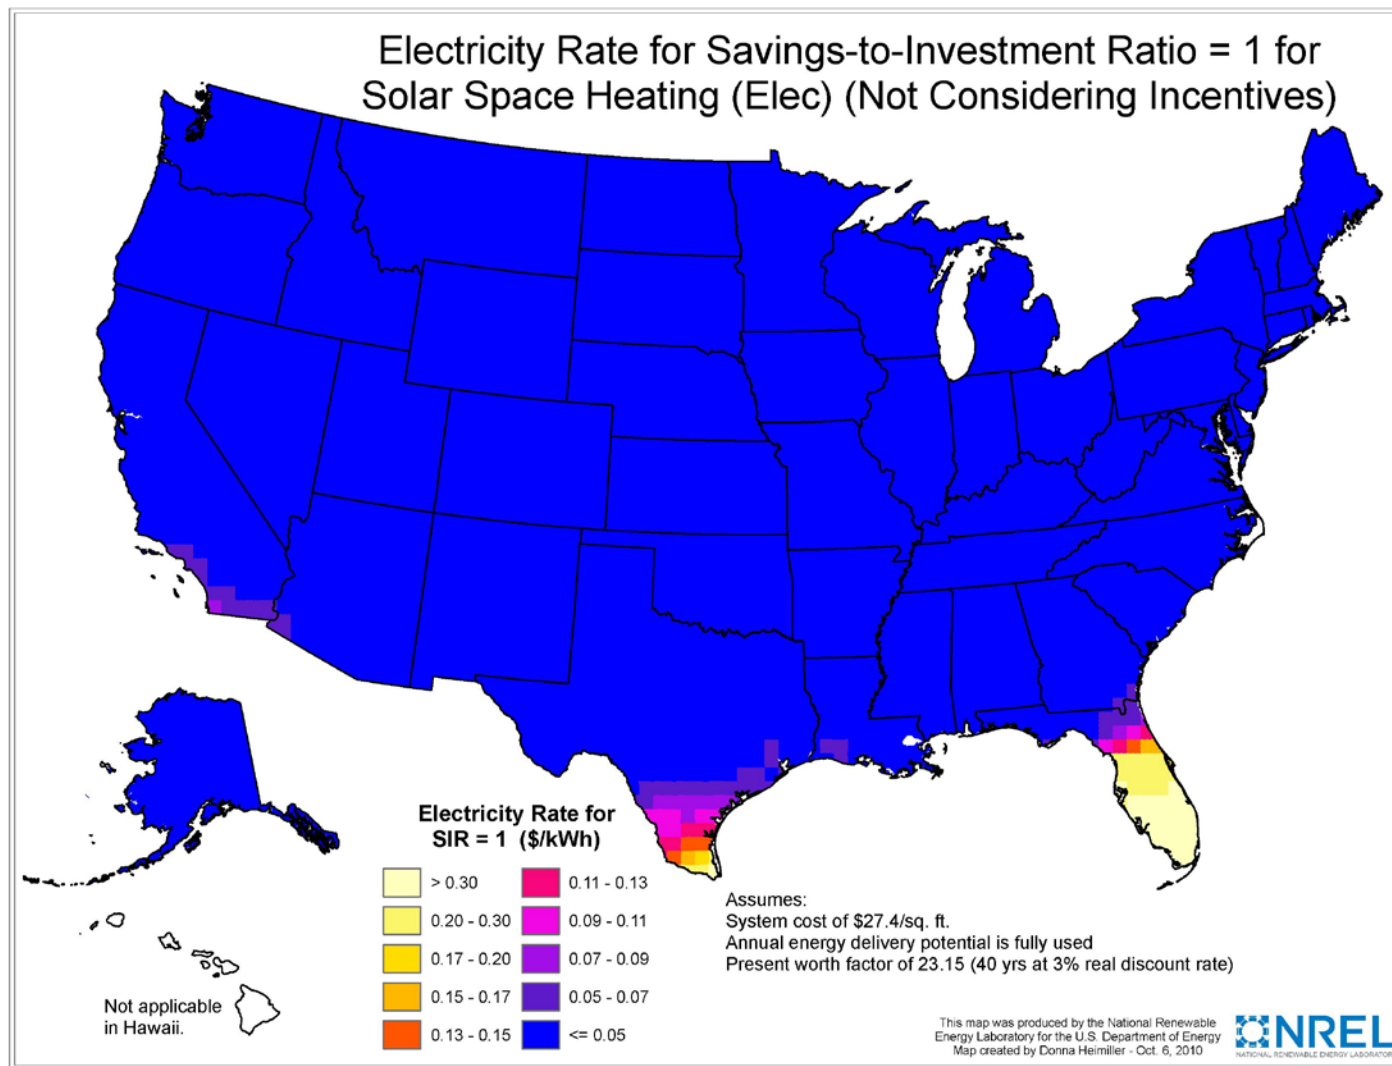 Electricity Rate for Savings-to-Investment Ratio = 1 for
Solar Space Heating (Elec) (Not Considering Incentives)
Electricity Rate for
SIR = 1 ($/kWh)
> 0.30
0.20 - 0.30
0.17 - 0.20
0.15 - 0.17
0.13 - 0.15
0.11 - 0.13
0.09 - 0.11
0.07 - 0.09
0.05 - 0.07
<= 0.05
Assumes:
System cost of $27.4/sq. ft.
Annual energy delivery potential is fully used
Present worth factor of 23.15 (40 yrs at 3% real discount rate)
Not applicable
in Hawaii.
This map was produced by the National Renewable
Energy Laboratory for the U.S. Department of Energy
Map created by Donna Heimiller - Oct. 6, 2010
NREL
NATIONAL RENEWABLE ENERGY LABORATOR